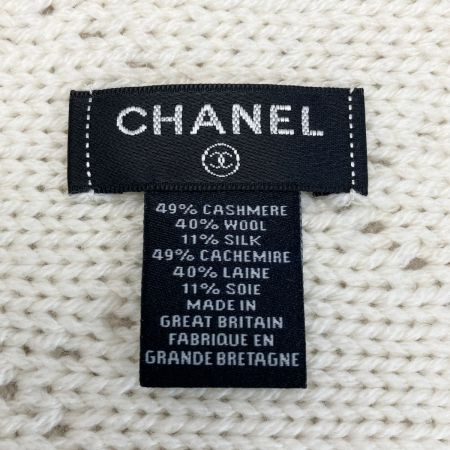 CHANEL
49% CASHMERE
40% WOOL
11% SILK
49% CACHEMIRE
40% LAINE
11% SOIE
MADE IN
GREAT BRITAIN
FABRIQUE EN
GRANDE BRETAGNE